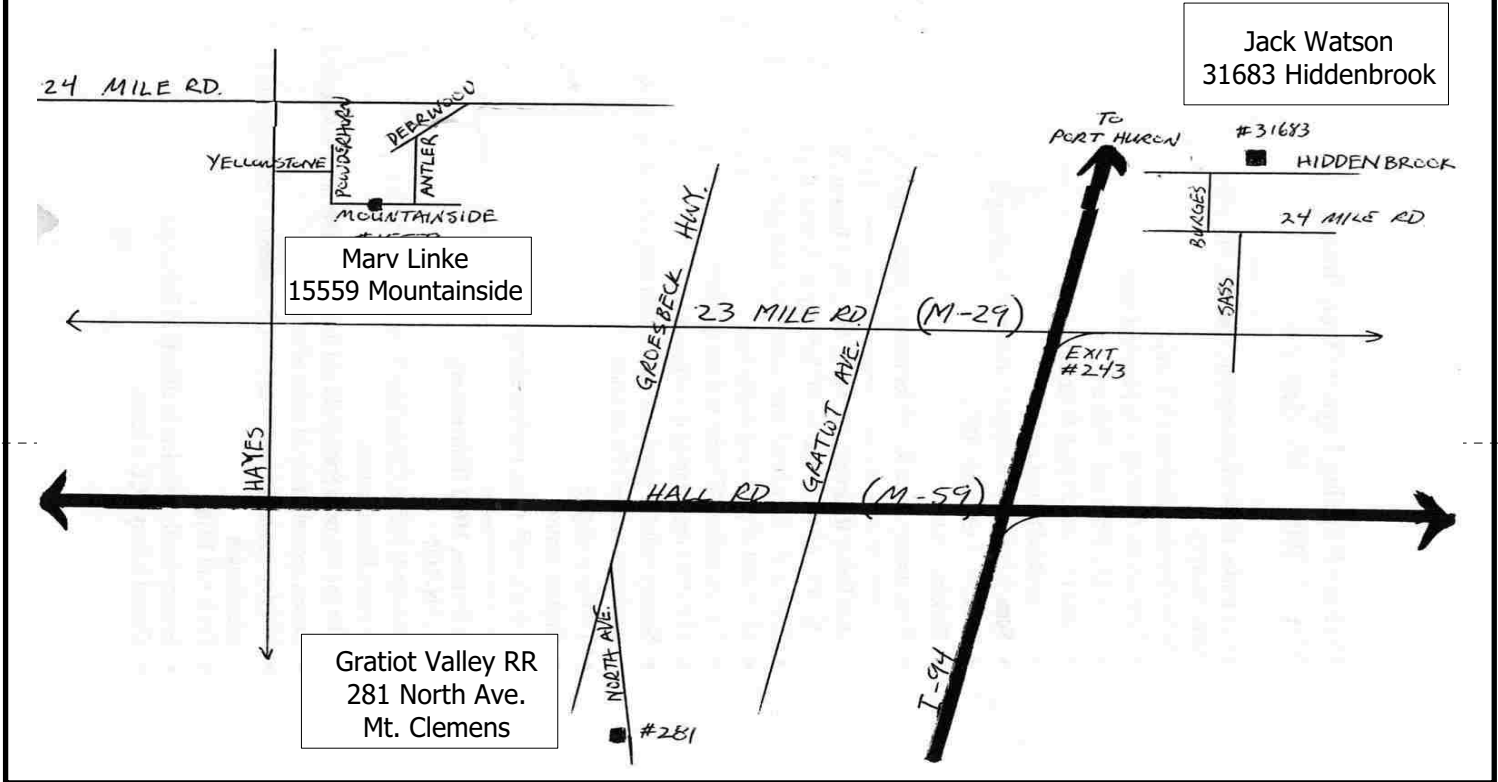 Jack Watson
31683 Hiddenbrook
24 MILE RD.
POWDERHORN
DEERWOOD
ANTLER
YELLOWSTONE
MOUNTAINSIDE
Marv Linke
15559 Mountainside
TO
PORT HURON
#31683
HIDDENBROOK
BURGES
24 MILE RD
SASS
GROESBECK HWY.
23 MILE RD. (M-29)
EXIT
#243
GRATIOT AVE.
HAYES
HALL RD (M-59)
NORTH AVE.
I-94
Gratiot Valley RR
281 North Ave.
Mt. Clemens
#281